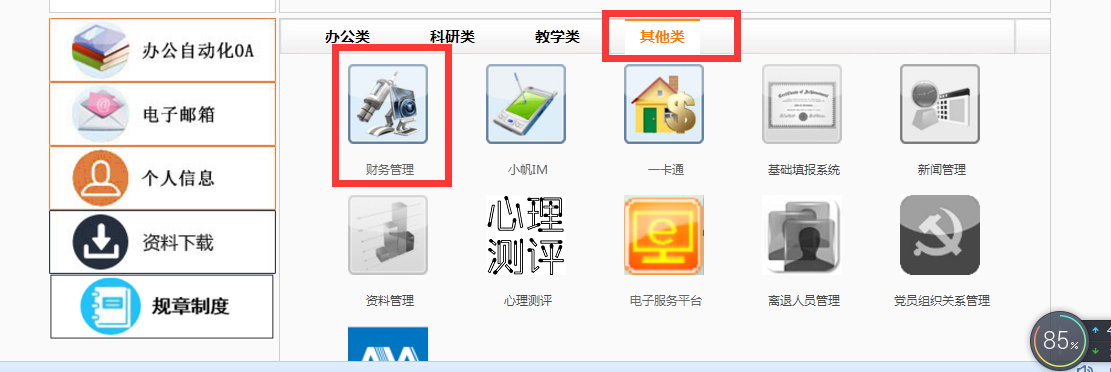 办公自动化OA
电子邮箱
个人信息
资料下载
规章制度
办公类 科研类 教学类 其他类
财务管理 小帆IM 一卡通 基础填报系统 新闻管理
心理
测评
资料管理 心理测评 电子服务平台 离退人员管理 党员组织关系管理
85%